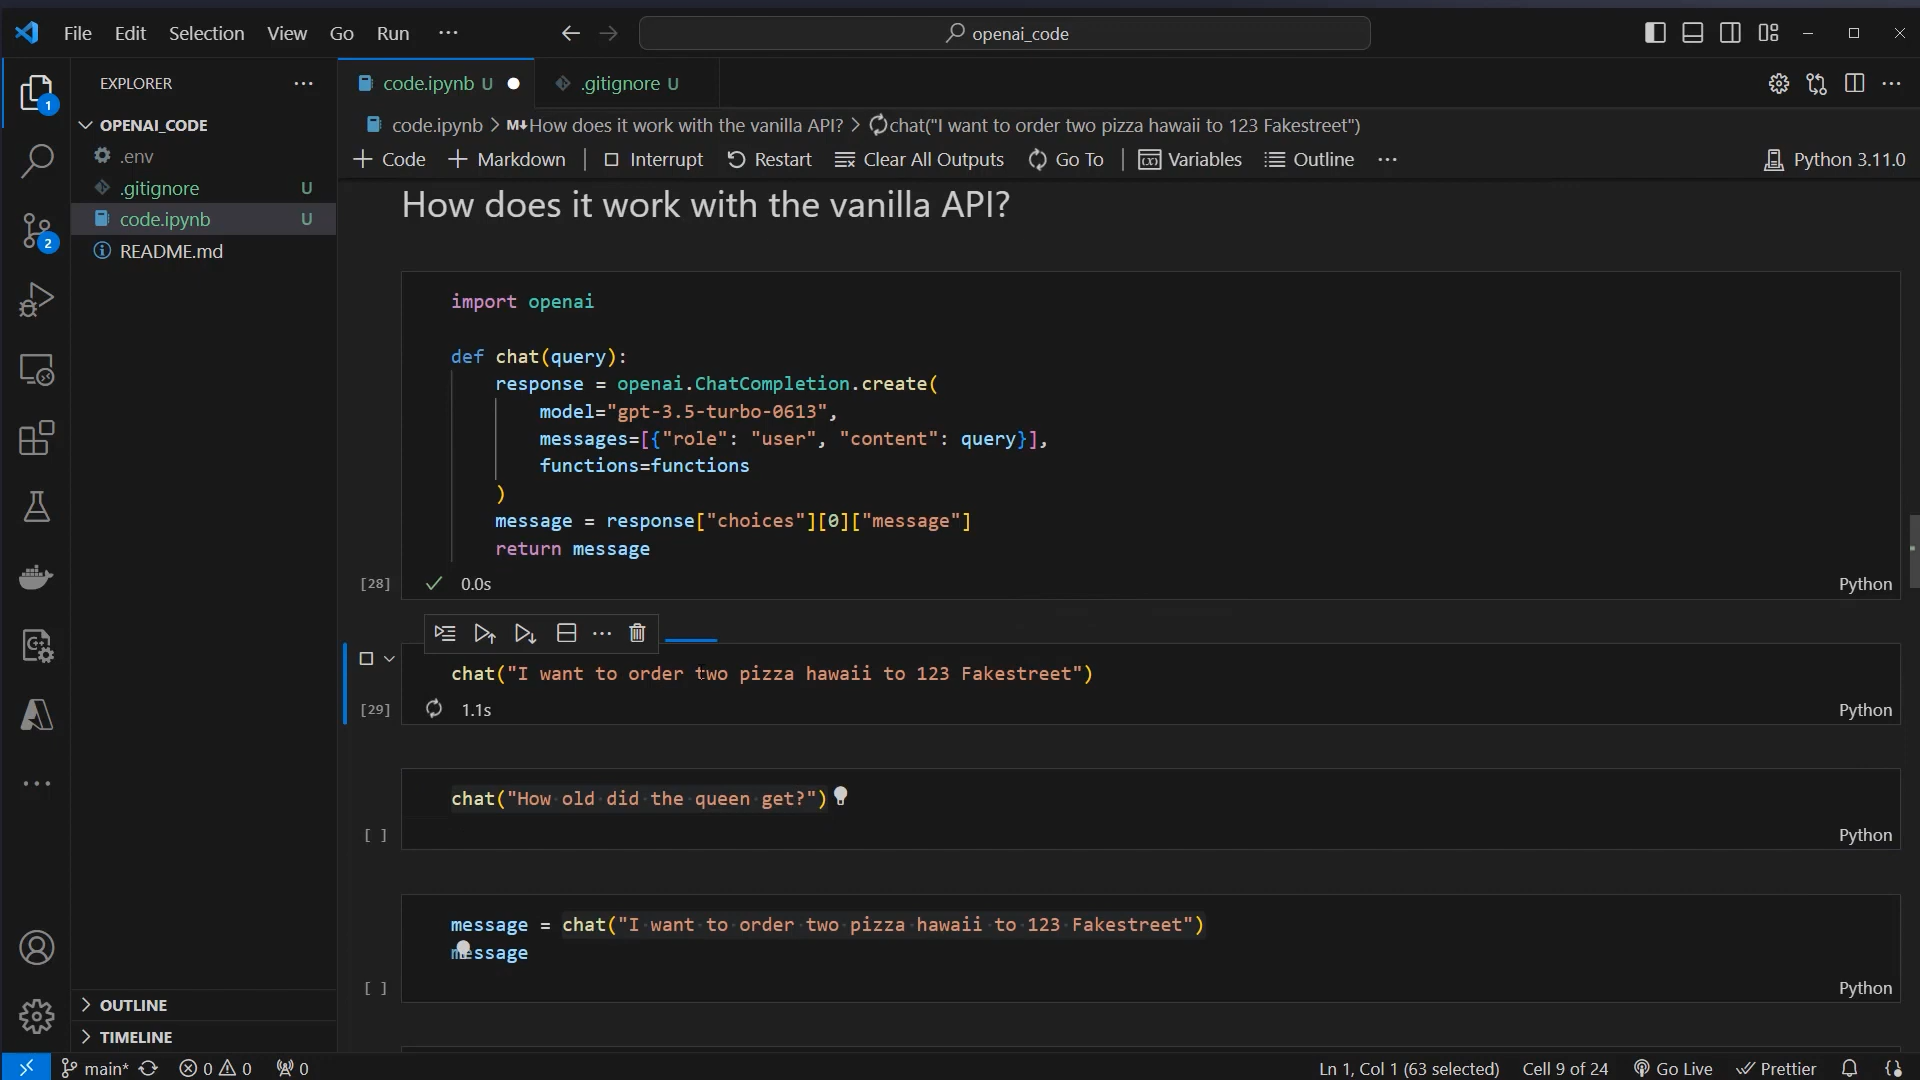 File Edit Selection View Go Run ··· openai_code
EXPLORER ···
OPENAI_CODE
.env
.gitignore U
code.ipynb U
README.md
OUTLINE
TIMELINE
1
2
code.ipynb U .gitignore U
code.ipynb > M↓How does it work with the vanilla API? > chat("I want to order two pizza hawaii to 123 Fakestreet")
+ Code + Markdown | Interrupt Restart Clear All Outputs Go To | Variables Outline ··· Python 3.11.0
How does it work with the vanilla API?
import openai
def chat(query):
response = openai.ChatCompletion.create(
model="gpt-3.5-turbo-0613",
messages=[{"role": "user", "content": query}],
functions=functions
)
message = response["choices"][0]["message"]
return message
[28] ✓ 0.0s Python
chat("I want to order two pizza hawaii to 123 Fakestreet")
[29] 1.1s Python
chat("How old did the queen get?")
[ ] Python
message = chat("I want to order two pizza hawaii to 123 Fakestreet")
message
[ ] Python
main* 0 0 0 Ln 1, Col 1 (63 selected) Cell 9 of 24 Go Live Prettier